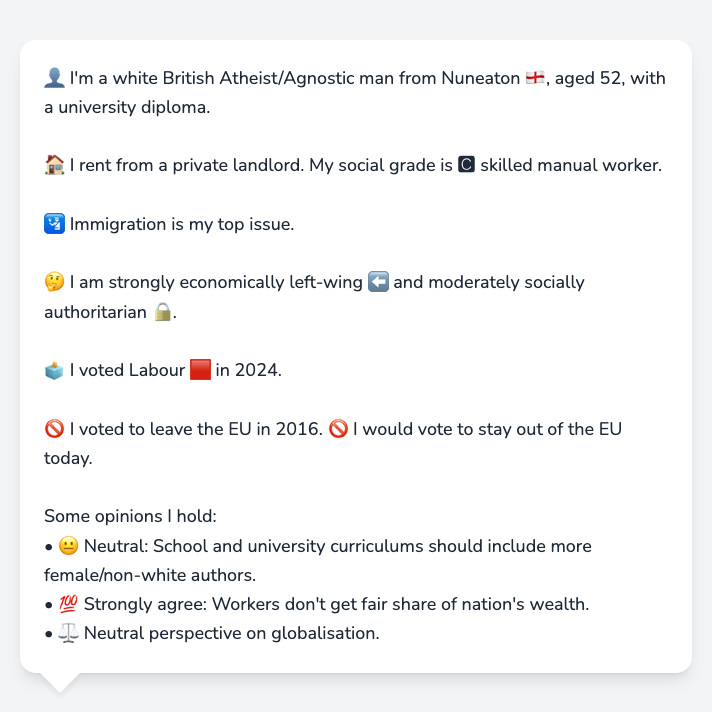 👤 I'm a white British Atheist/Agnostic man from Nuneaton 🏴󠁧󠁢󠁥󠁮󠁧󠁿, aged 52, with
a university diploma.
🏠 I rent from a private landlord. My social grade is 🅲 skilled manual worker.
🛂 Immigration is my top issue.
🤔 I am strongly economically left-wing ⬅️ and moderately socially
authoritarian 🔒.
🗳️ I voted Labour 🟥 in 2024.
🚫 I voted to leave the EU in 2016. 🚫 I would vote to stay out of the EU
today.
Some opinions I hold:
• 😐 Neutral: School and university curriculums should include more
female/non-white authors.
• 💯 Strongly agree: Workers don't get fair share of nation's wealth.
• ⚖️ Neutral perspective on globalisation.